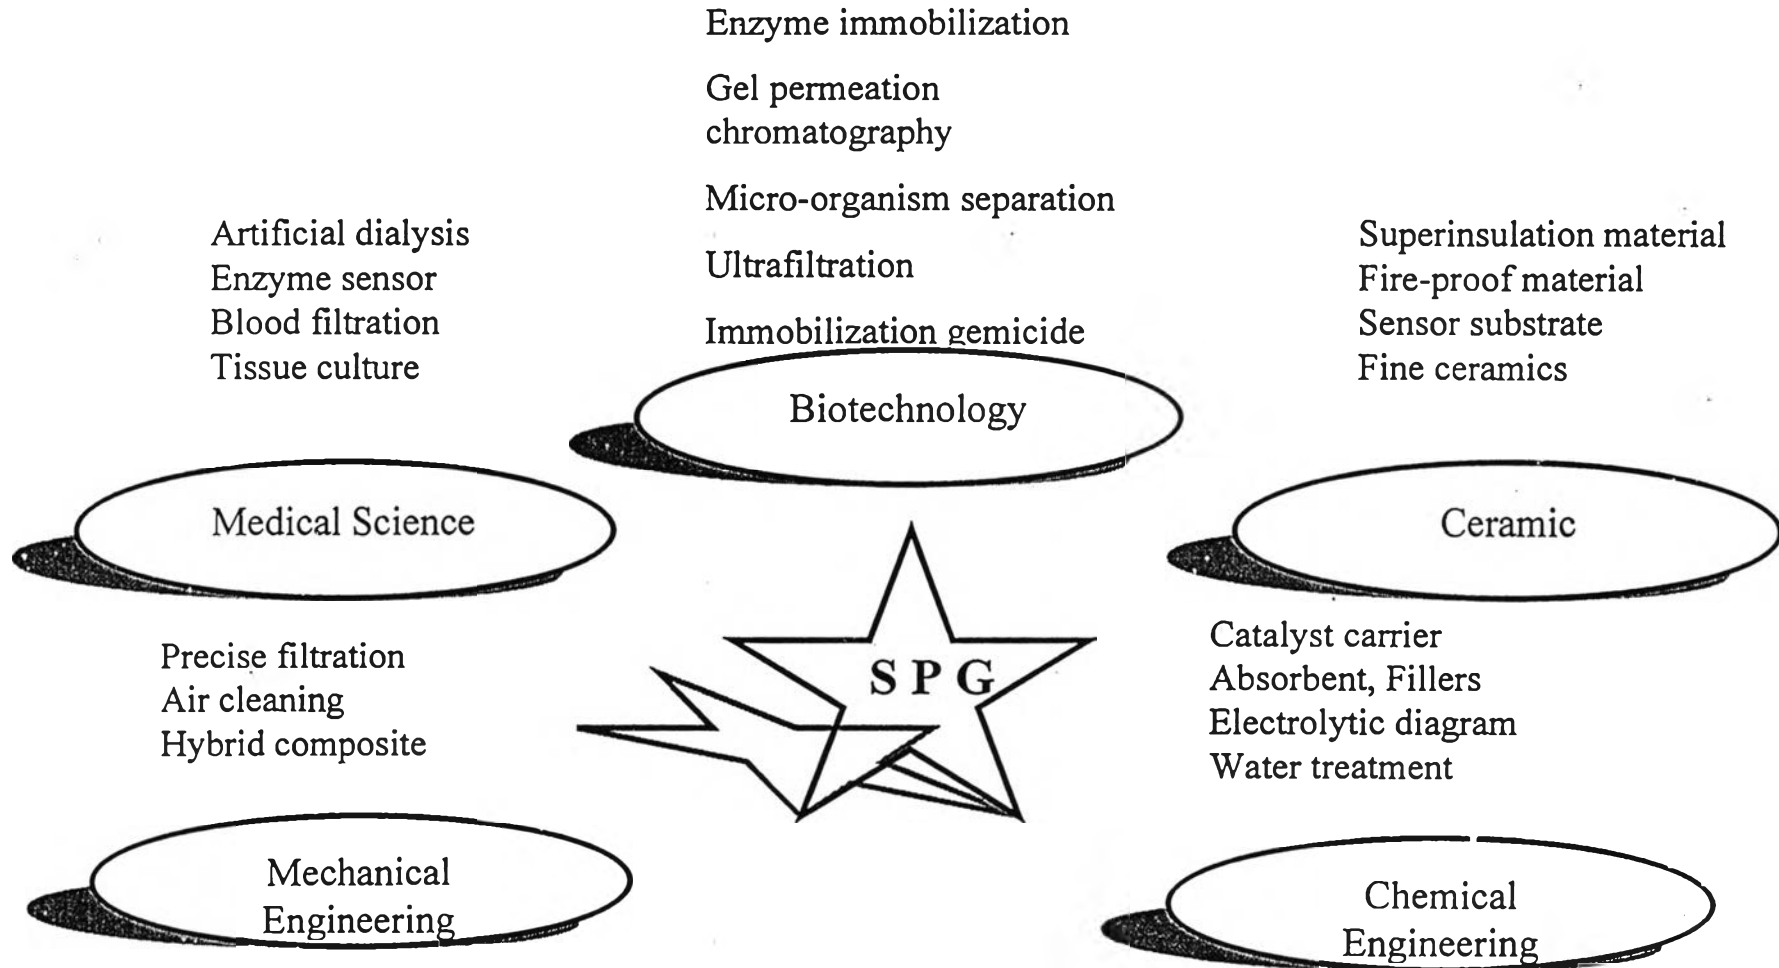 Enzyme immobilization
Gel permeation
chromatography
Micro-organism separation
Ultrafiltration
Immobilization gemicide
Biotechnology
Artificial dialysis
Enzyme sensor
Blood filtration
Tissue culture
Medical Science
Superinsulation material
Fire-proof material
Sensor substrate
Fine ceramics
Ceramic
S P G
Precise filtration
Air cleaning
Hybrid composite
Mechanical
Engineering
Catalyst carrier
Absorbent, Fillers
Electrolytic diagram
Water treatment
Chemical
Engineering